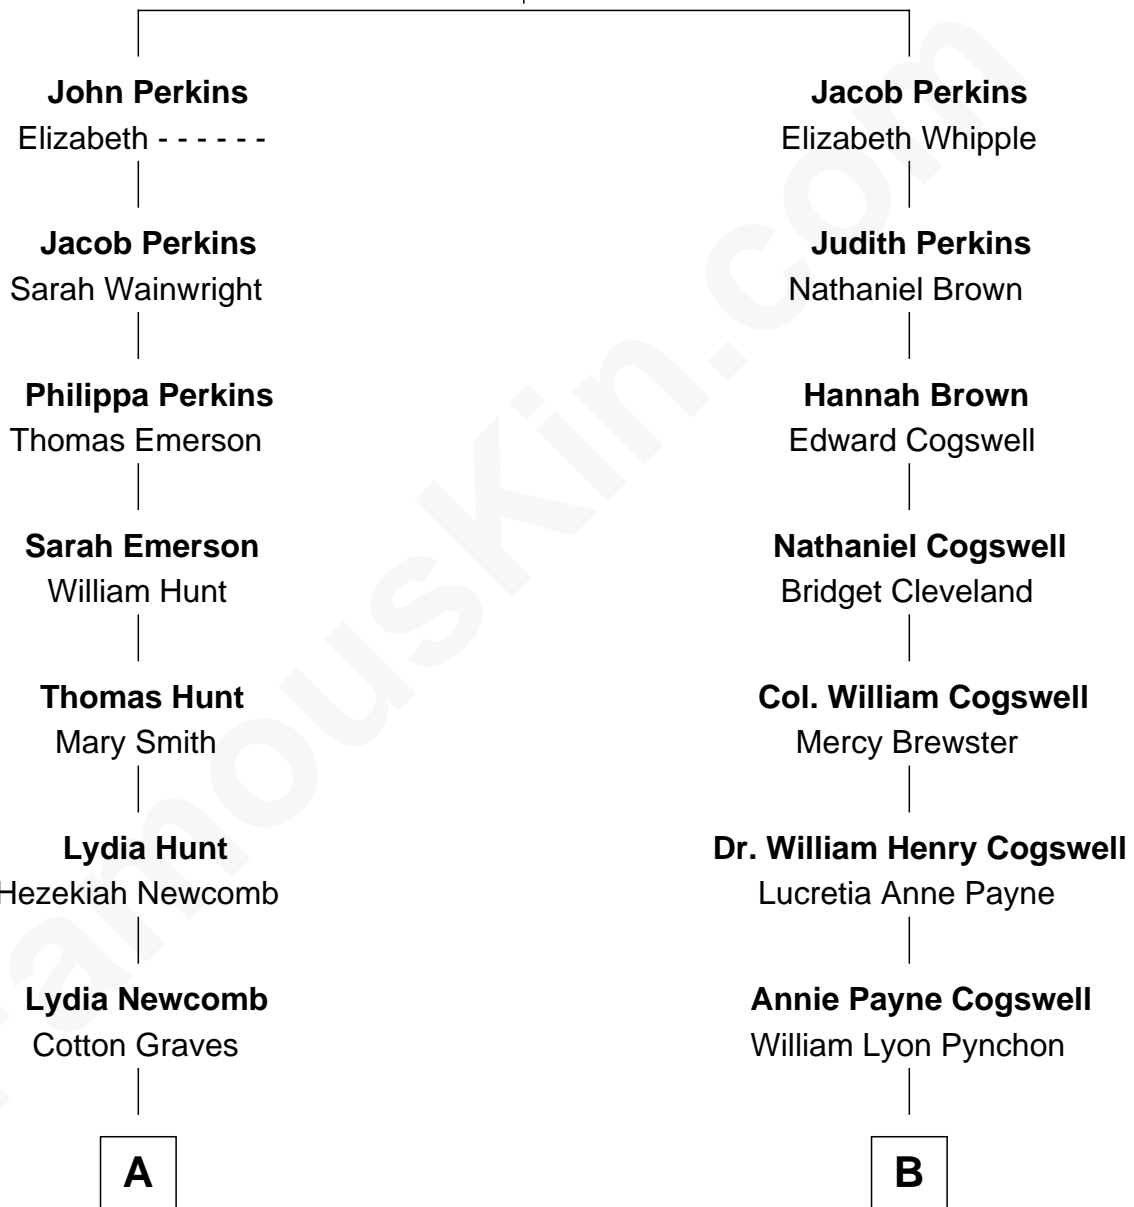 John Perkins
Elizabeth - - - - - -
Jacob Perkins
Sarah Wainwright
Philippa Perkins
Thomas Emerson
Sarah Emerson
William Hunt
Thomas Hunt
Mary Smith
Lydia Hunt
Hezekiah Newcomb
Lydia Newcomb
Cotton Graves
A
Jacob Perkins
Elizabeth Whipple
Judith Perkins
Nathaniel Brown
Hannah Brown
Edward Cogswell
Nathaniel Cogswell
Bridget Cleveland
Col. William Cogswell
Mercy Brewster
Dr. William Henry Cogswell
Lucretia Anne Payne
Annie Payne Cogswell
William Lyon Pynchon
B
FamousKin.com